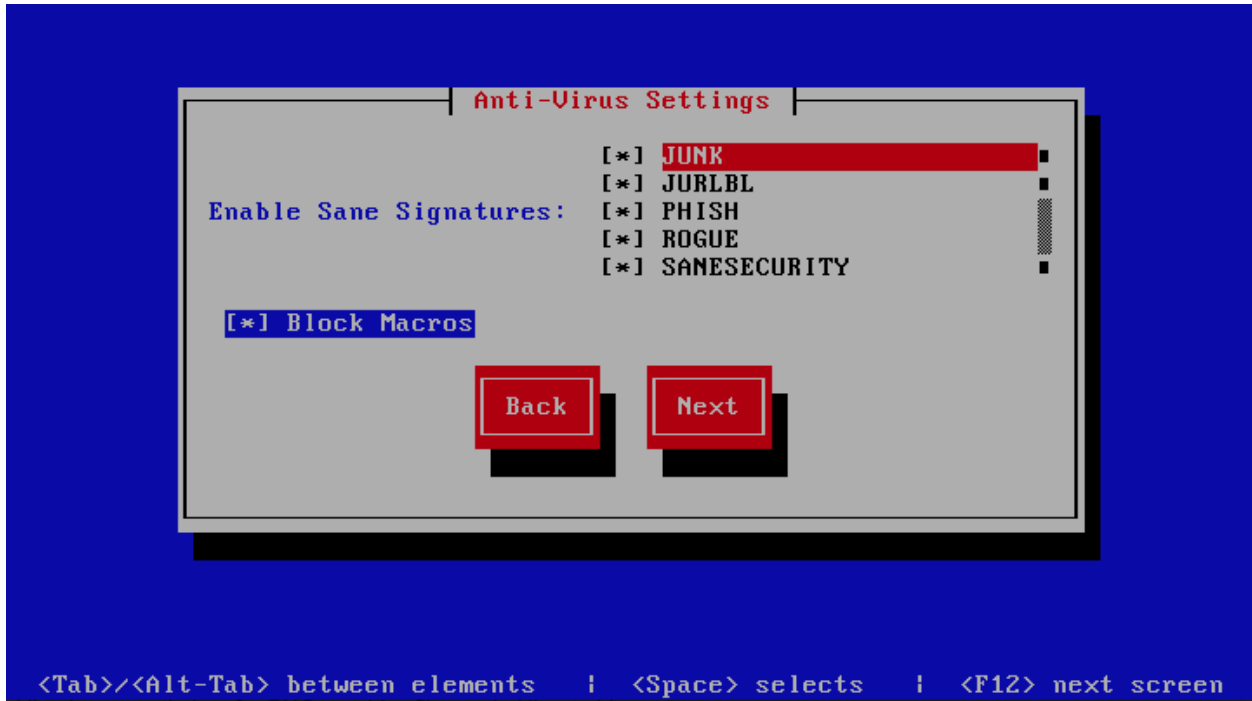 Anti-Virus Settings
[*] JUNK
[*] JURLBL
Enable Sane Signatures: [*] PHISH
[*] ROGUE
[*] SANESECURITY
[*] Block Macros
Back Next
<Tab>/<Alt-Tab> between elements | <Space> selects | <F12> next screen